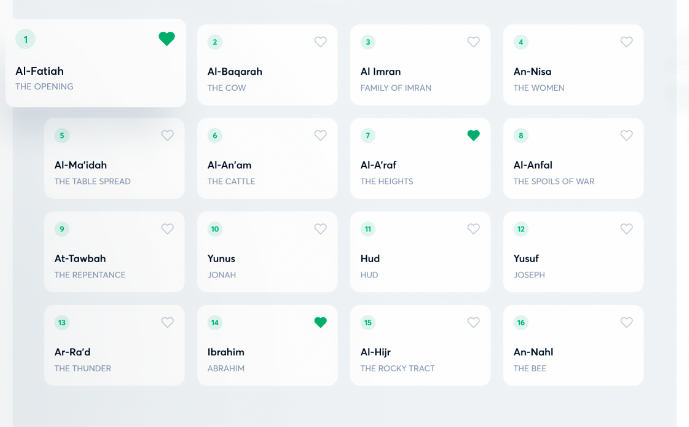 1
Al-Fatiah
THE OPENING
2
Al-Baqarah
THE COW
3
Al Imran
FAMILY OF IMRAN
4
An-Nisa
THE WOMEN
5
Al-Ma'idah
THE TABLE SPREAD
6
Al-An'am
THE CATTLE
7
Al-A'raf
THE HEIGHTS
8
Al-Anfal
THE SPOILS OF WAR
9
At-Tawbah
THE REPENTANCE
10
Yunus
JONAH
11
Hud
HUD
12
Yusuf
JOSEPH
13
Ar-Ra'd
THE THUNDER
14
Ibrahim
ABRAHIM
15
Al-Hijr
THE ROCKY TRACT
16
An-Nahl
THE BEE